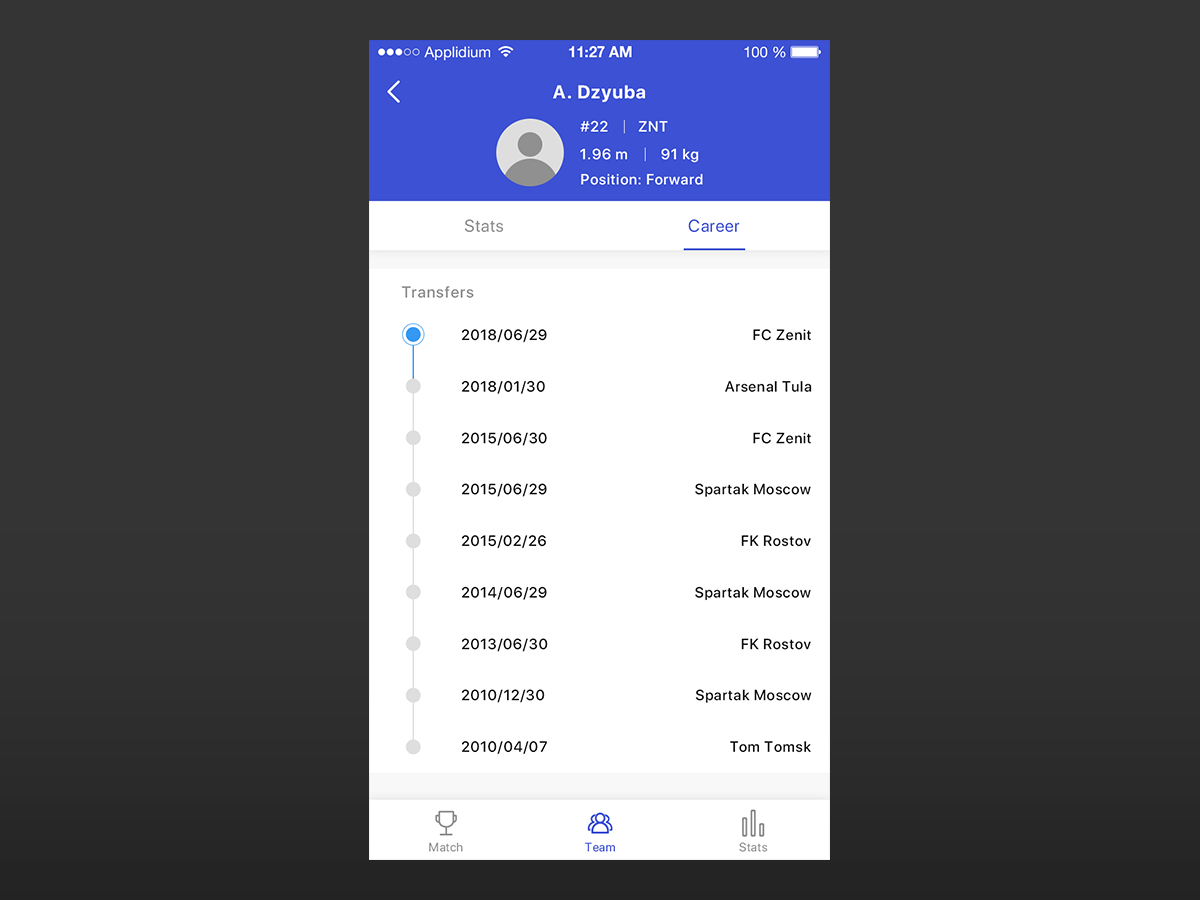 Applidium 11:27 AM 100 %
A. Dzyuba
#22 | ZNT
1.96 m | 91 kg
Position: Forward
Stats Career
Transfers
2018/06/29 FC Zenit
2018/01/30 Arsenal Tula
2015/06/30 FC Zenit
2015/06/29 Spartak Moscow
2015/02/26 FK Rostov
2014/06/29 Spartak Moscow
2013/06/30 FK Rostov
2010/12/30 Spartak Moscow
2010/04/07 Tom Tomsk
Match Team Stats